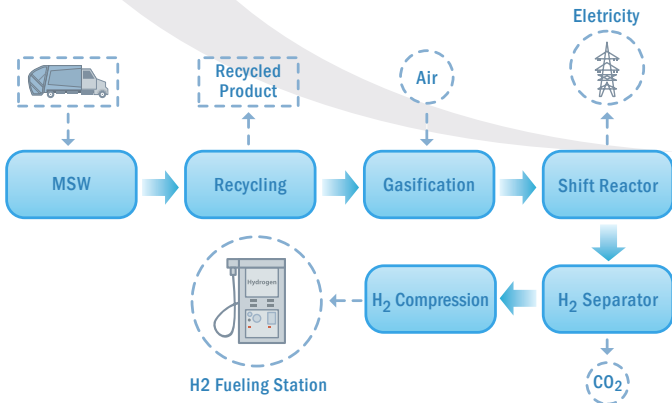 Eletricity
Recycled
Product
Air
MSW
Recycling
Gasification
Shift Reactor
Hydrogen
H2 Compression
H2 Separator
H2 Fueling Station
CO2